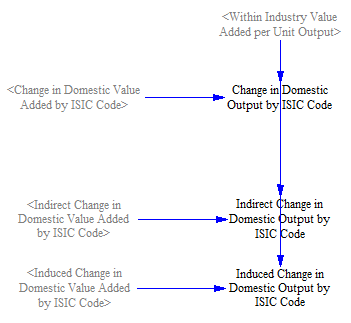 <Within Industry Value
Added per Unit Output>
<Change in Domestic Value
Added by ISIC Code>
Change in Domestic
Output by ISIC Code
<Indirect Change in
Domestic Value Added
by ISIC Code>
Indirect Change in
Domestic Output by
ISIC Code
<Induced Change in
Domestic Value Added
by ISIC Code>
Induced Change in
Domestic Output by
ISIC Code